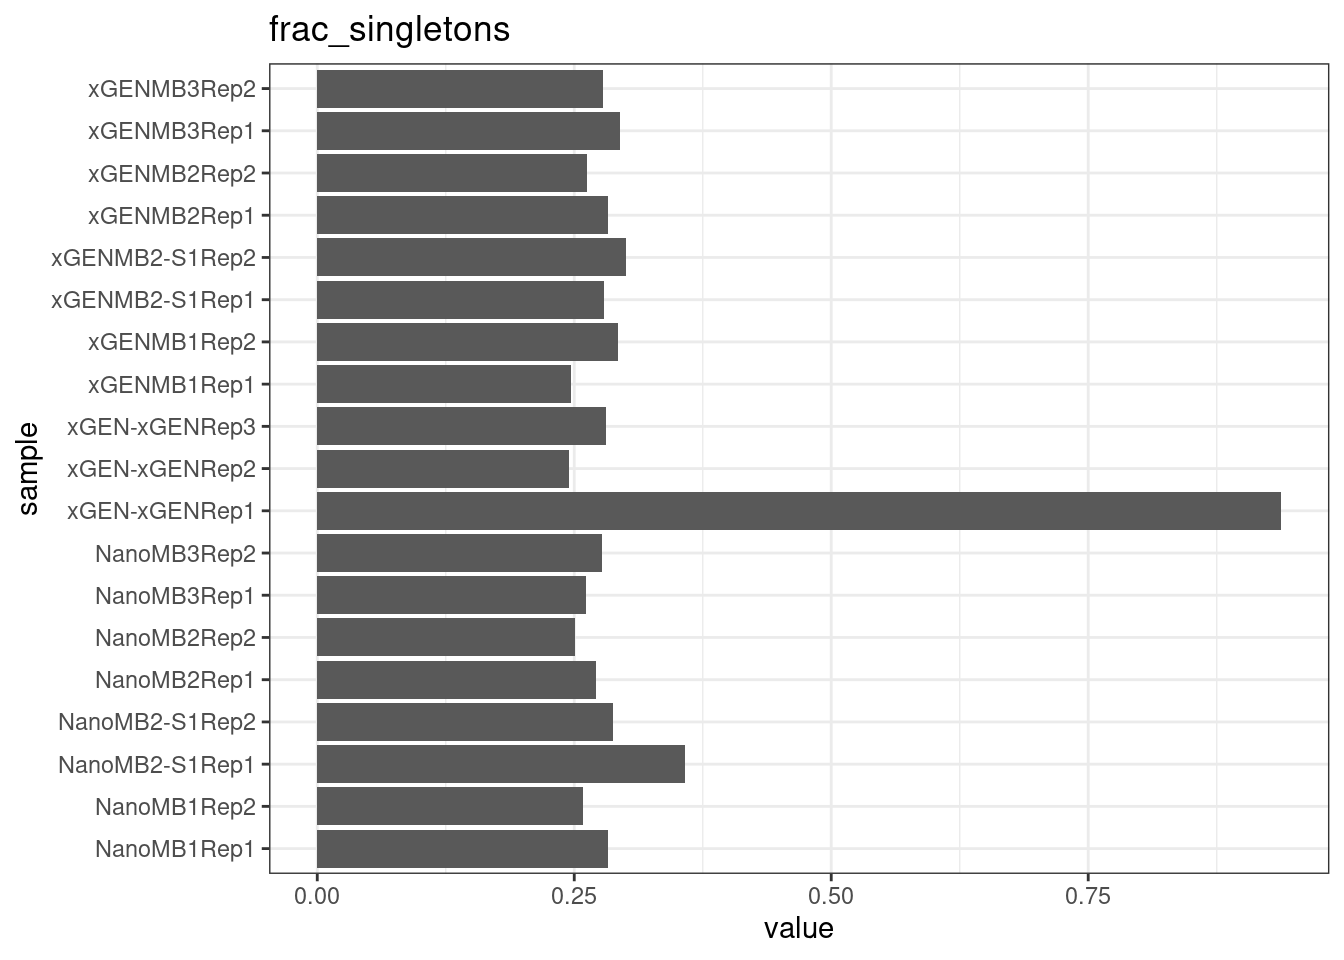 frac_singletons
xGENMB3Rep2
xGENMB3Rep1
xGENMB2Rep2
xGENMB2Rep1
xGENMB2-S1Rep2
xGENMB2-S1Rep1
xGENMB1Rep2
xGENMB1Rep1
xGEN-xGENRep3
xGEN-xGENRep2
xGEN-xGENRep1
NanoMB3Rep2
NanoMB3Rep1
NanoMB2Rep2
NanoMB2Rep1
NanoMB2-S1Rep2
NanoMB2-S1Rep1
NanoMB1Rep2
NanoMB1Rep1
sample
0.00 0.25 0.50 0.75
value